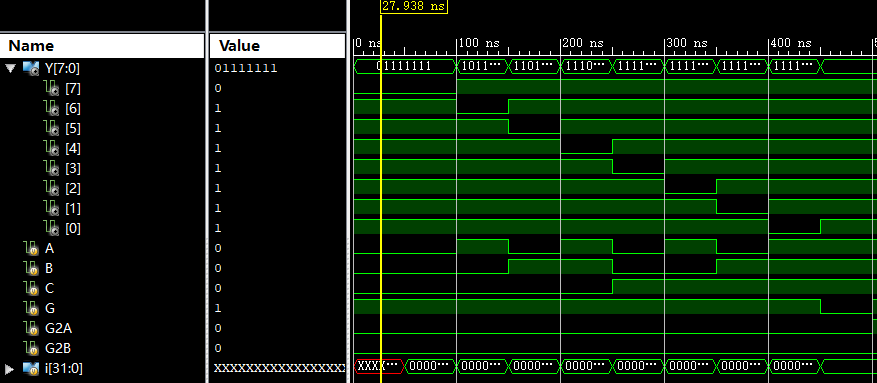 27.938 ns
Name Value 0 ns 100 ns 200 ns 300 ns 400 ns
Y[7:0] 01111111 01111111 1011··· 1101··· 1110··· 1111··· 1111··· 1111··· 1111···
[7] 0
[6] 1
[5] 1
[4] 1
[3] 1
[2] 1
[1] 1
[0] 1
A 0
B 0
C 0
G 1
G2A 0
G2B 0
i[31:0] XXXXXXXXXXXXXXXXX XXXX··· 0000··· 0000··· 0000··· 0000··· 0000··· 0000··· 0000··· 0000···